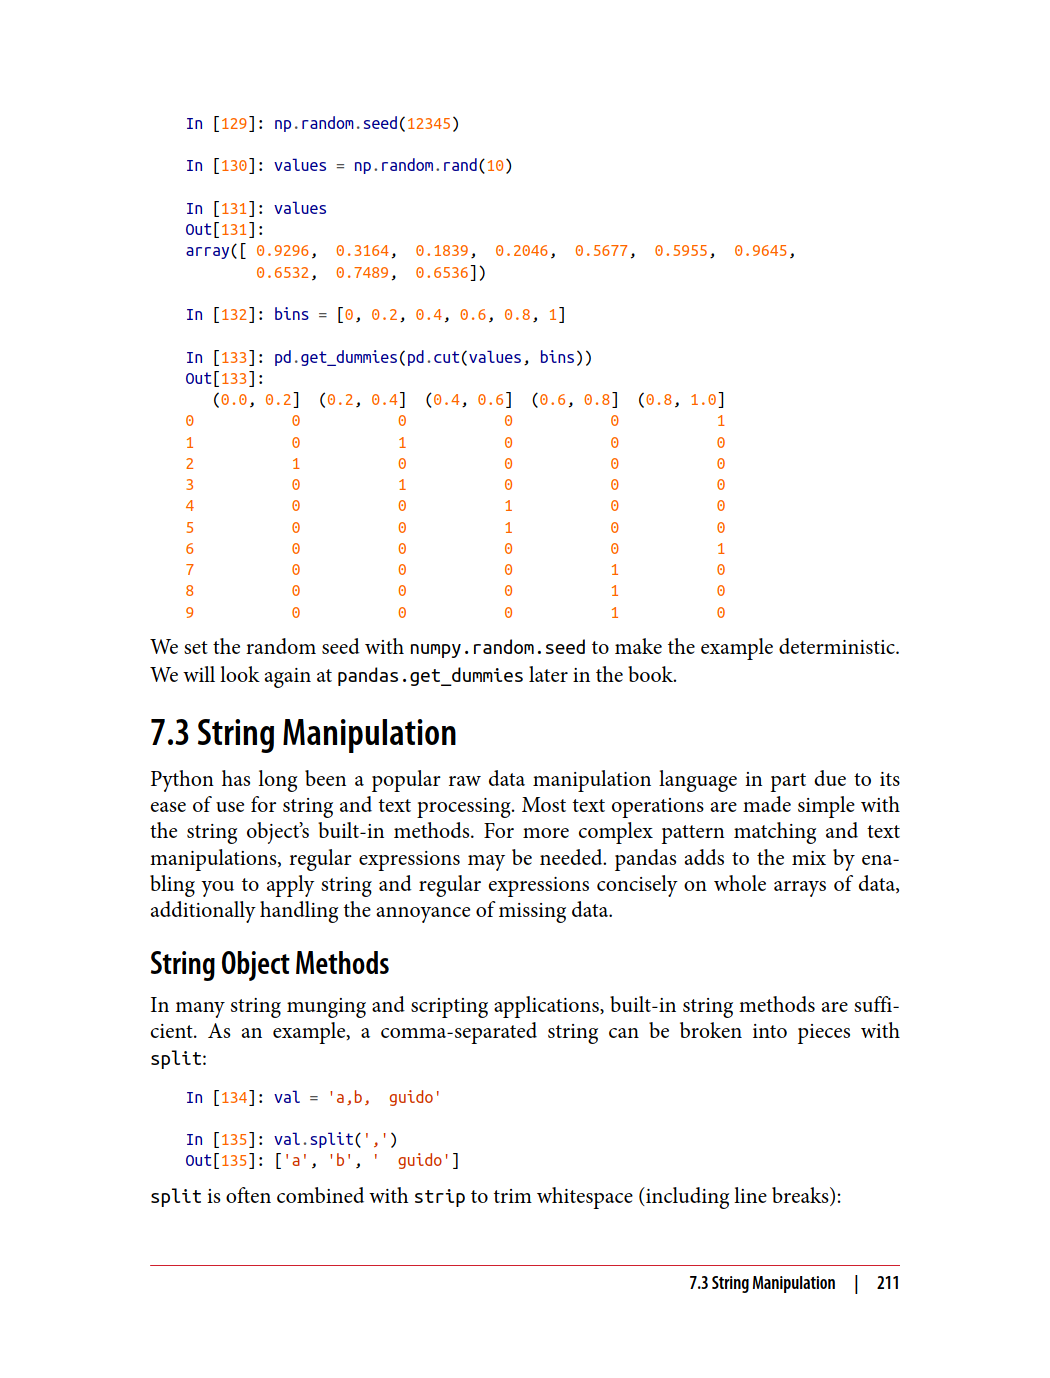 In [129]: np.random.seed(12345)
In [130]: values = np.random.rand(10)
In [131]: values
Out[131]:
array([ 0.9296,  0.3164,  0.1839,  0.2046,  0.5677,  0.5955,  0.9645,
        0.6532,  0.7489,  0.6536])
In [132]: bins = [0, 0.2, 0.4, 0.6, 0.8, 1]
In [133]: pd.get_dummies(pd.cut(values, bins))
Out[133]:
   (0.0, 0.2]  (0.2, 0.4]  (0.4, 0.6]  (0.6, 0.8]  (0.8, 1.0]
0           0           0           0           0           1
1           0           1           0           0           0
2           1           0           0           0           0
3           0           1           0           0           0
4           0           0           1           0           0
5           0           0           1           0           0
6           0           0           0           0           1
7           0           0           0           1           0
8           0           0           0           1           0
9           0           0           0           1           0
We set the random seed with numpy.random.seed to make the example deterministic.
We will look again at pandas.get_dummies later in the book.
7.3 String Manipulation
Python has long been a popular raw data manipulation language in part due to its
ease of use for string and text processing. Most text operations are made simple with
the string object’s built-in methods. For more complex pattern matching and text
manipulations, regular expressions may be needed. pandas adds to the mix by ena-
bling you to apply string and regular expressions concisely on whole arrays of data,
additionally handling the annoyance of missing data.
String Object Methods
In many string munging and scripting applications, built-in string methods are suffi-
cient. As an example, a comma-separated string can be broken into pieces with
split:
In [134]: val = 'a,b,  guido'
In [135]: val.split(',')
Out[135]: ['a', 'b', '  guido']
split is often combined with strip to trim whitespace (including line breaks):
7.3 String Manipulation | 211